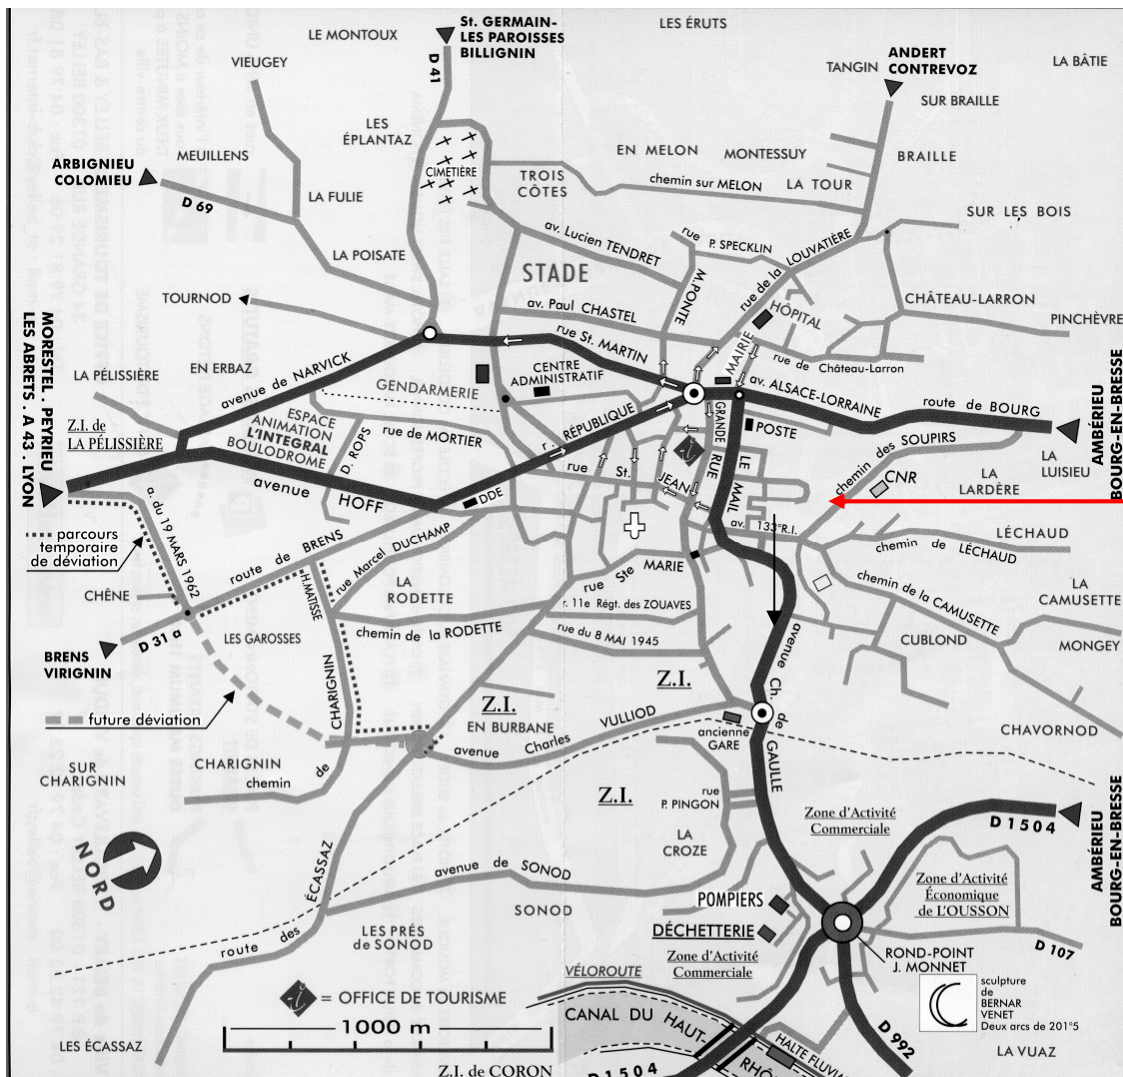 LE MONTOUX
St. GERMAIN-
LES PAROISSES
BILLIGNIN
LES ÉRUTS
ANDERT
CONTREVOZ
TANGIN
LA BÂTIE
VIEUGEY
D 41
SUR BRAILLE
LES
ÉPLANTAZ
MEUILLENS
ARBIGNIEU
COLOMIEU
D 69
CIMETIÈRE
TROIS
CÔTES
EN MELON
MONTESSUY
BRAILLE
chemin sur MELON
LA TOUR
LA FULIE
SUR LES BOIS
av. Lucien TENDRET
rue P. SPECKLIN
rue de la LOUVATIÈRE
LA POISATE
STADE
M. PONTE
TOURNOD
av. Paul CHASTEL
HÔPITAL
CHÂTEAU-LARRON
PINCHÈVRE
MORESTEL . PEYRIEU
LES ABRETS . A 43 . LYON
rue St. MARTIN
MAIRIE
rue de
Château-Larron
LA PÉLISSIÈRE
EN ERBAZ
avenue de NARVICK
GENDARMERIE
CENTRE
ADMINISTRATIF
av. ALSACE-LORRAINE
route de BOURG
AMBÉRIEU
BOURG-EN-BRESSE
Z.I. de
LA PÉLISSIÈRE
ESPACE
ANIMATION
L'INTEGRAL
BOULODROME
D. ROPS
rue de MORTIER
r. RÉPUBLIQUE
GRANDE RUE
POSTE
LE MAIL
chemin des SOUPIRS
LA
LUISIEU
CNR
LA
LARDÈRE
avenue HOFF
DDE
rue St. JEAN
av. 133°R.I.
LÉCHAUD
chemin de LÉCHAUD
parcours
temporaire
de déviation
a. du 19 MARS 1962
route de BRENS
rue Marcel DUCHAMP
rue Ste MARIE
chemin de la CAMUSETTE
LA
CAMUSETTE
CHÊNE
H.MATISSE
LA
RODETTE
r. 11e Régt. des ZOUAVES
chemin de la RODETTE
rue du 8 MAI 1945
CUBLOND
MONGEY
D 31 a
LES GAROSSES
BRENS
VIRIGNIN
avenue Ch. de GAULLE
Z.I.
future déviation
CHARIGNIN
Z.I.
EN BURBANE
VULLIOD
avenue Charles
ancienne
GARE
CHAVORNOD
SUR
CHARIGNIN
CHARIGNIN
chemin de
Z.I.
rue
P. PINGON
Zone d'Activité
Commerciale
D 1504
AMBÉRIEU
BOURG-EN-BRESSE
LA
CROZE
NORD
ÉCASSAZ
avenue de SONOD
SONOD
POMPIERS
DÉCHETTERIE
Zone d'Activité
Économique
de L'OUSSON
route des
LES PRÉS
de SONOD
Zone d'Activité
Commerciale
ROND-POINT
J. MONNET
D 107
VÉLOROUTE
= OFFICE DE TOURISME
1000 m
CANAL DU HAUT-
RHÔ
HALTE FLUVIA
D 992
sculpture
de
BERNAR
VENET
Deux arcs de 201°5
LES ÉCASSAZ
Z.I. de CORON
D 1504
LA VUAZ